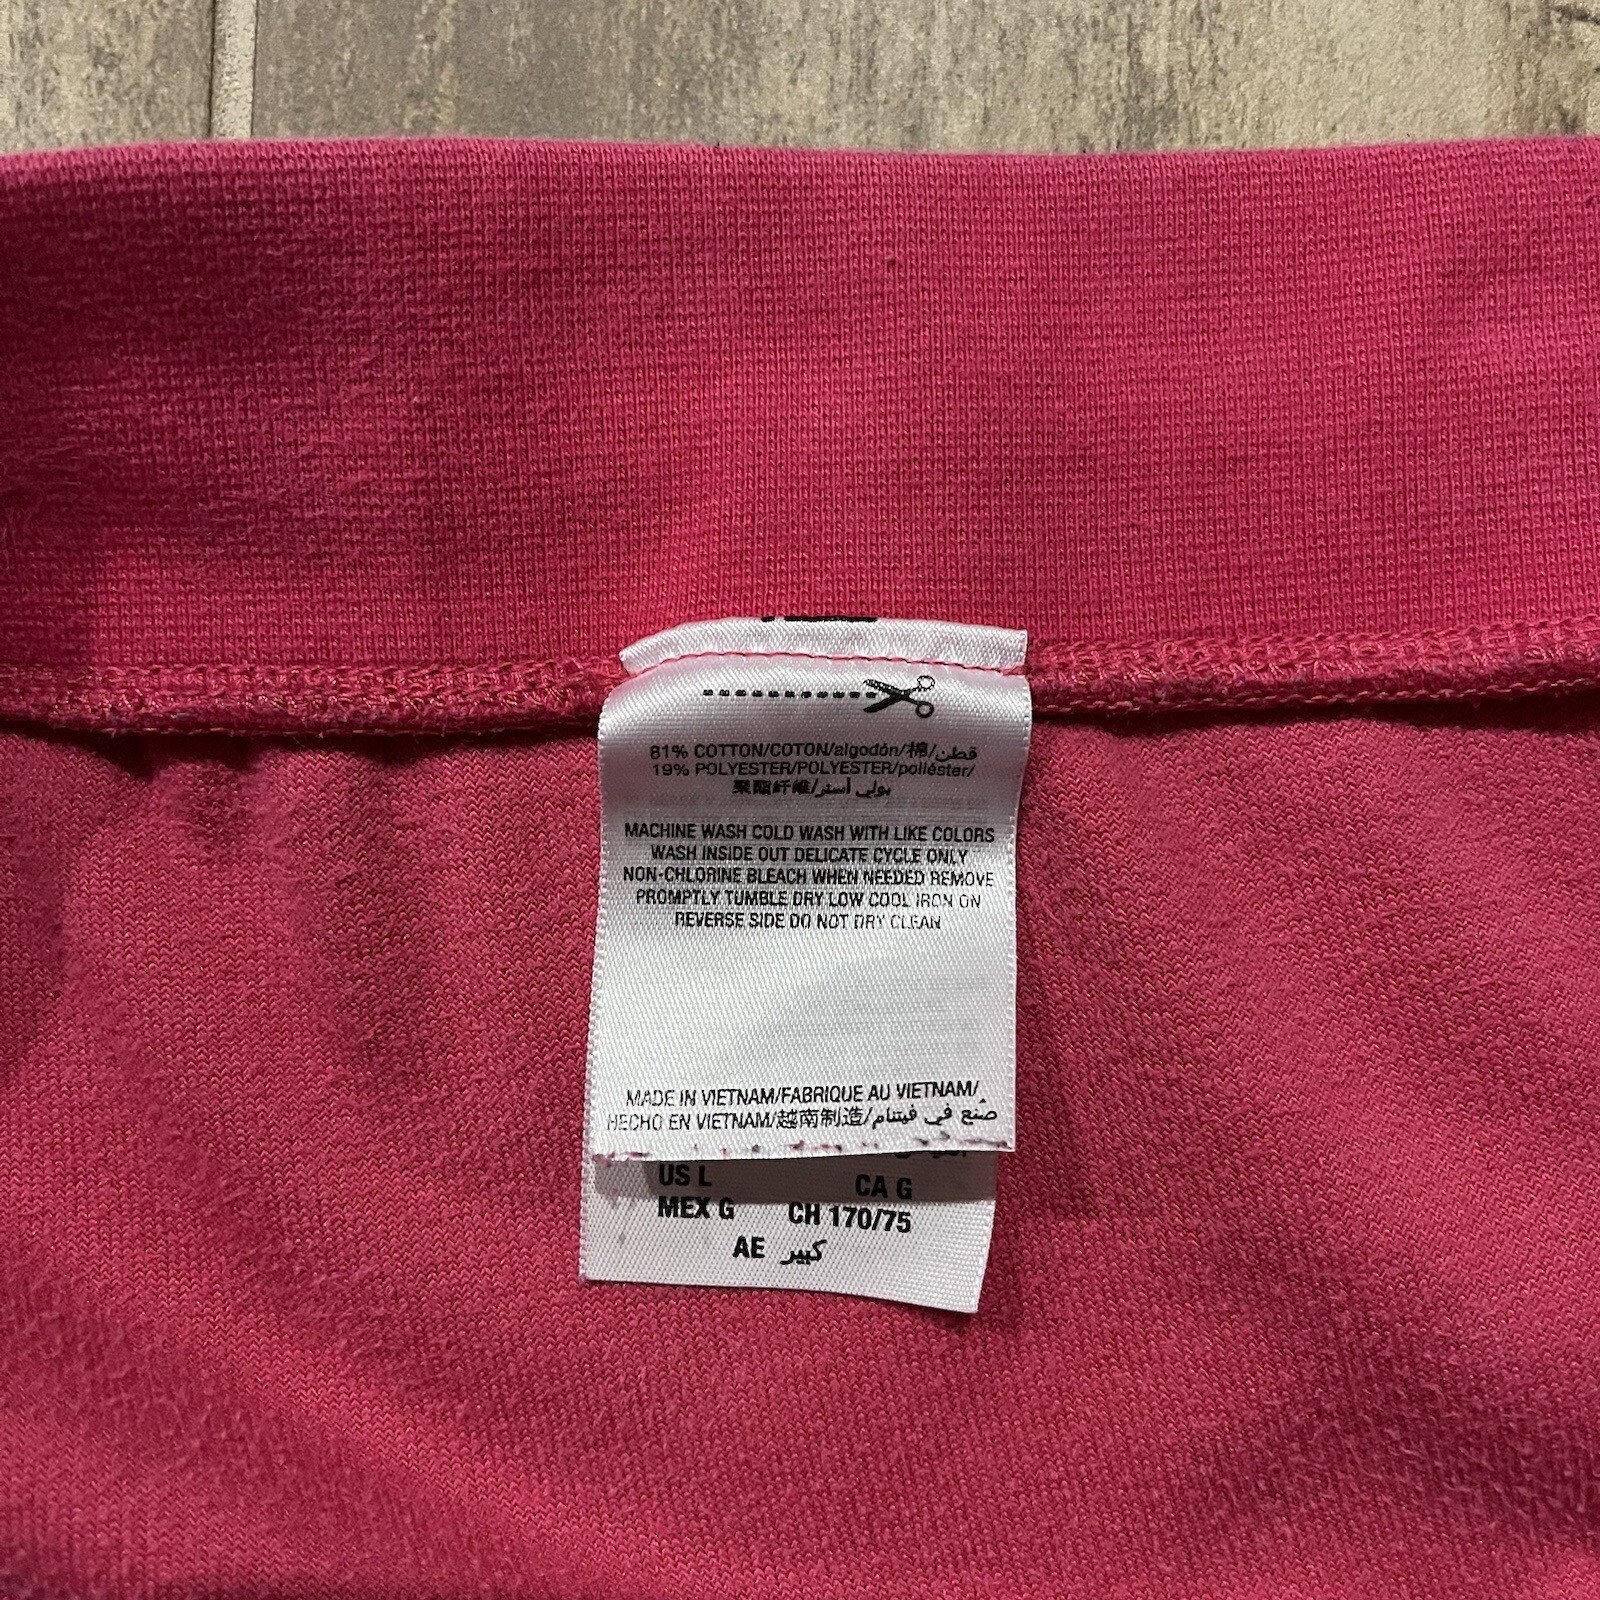 81% COTTON/COTON/algodón/棉/قطن
19% POLYESTER/POLYESTER/poliéster/
聚酯纤维/بولي أستر
MACHINE WASH COLD WASH WITH LIKE COLORS
WASH INSIDE OUT DELICATE CYCLE ONLY
NON-CHLORINE BLEACH WHEN NEEDED REMOVE
PROMPTLY TUMBLE DRY LOW COOL IRON ON
REVERSE SIDE DO NOT DRY CLEAN
MADE IN VIETNAM/FABRIQUE AU VIETNAM/
HECHO EN VIETNAM/越南制造/صنع في فيتنام
US L CA G
MEX G CH 170/75
AE كبير